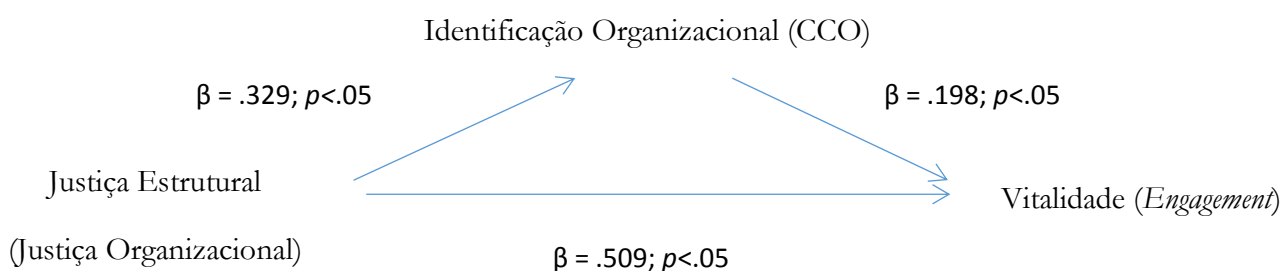 Identificação Organizacional (CCO)
β = .329; p<.05
β = .198; p<.05
Justiça Estrutural
(Justiça Organizacional)
Vitalidade (Engagement)
β = .509; p<.05